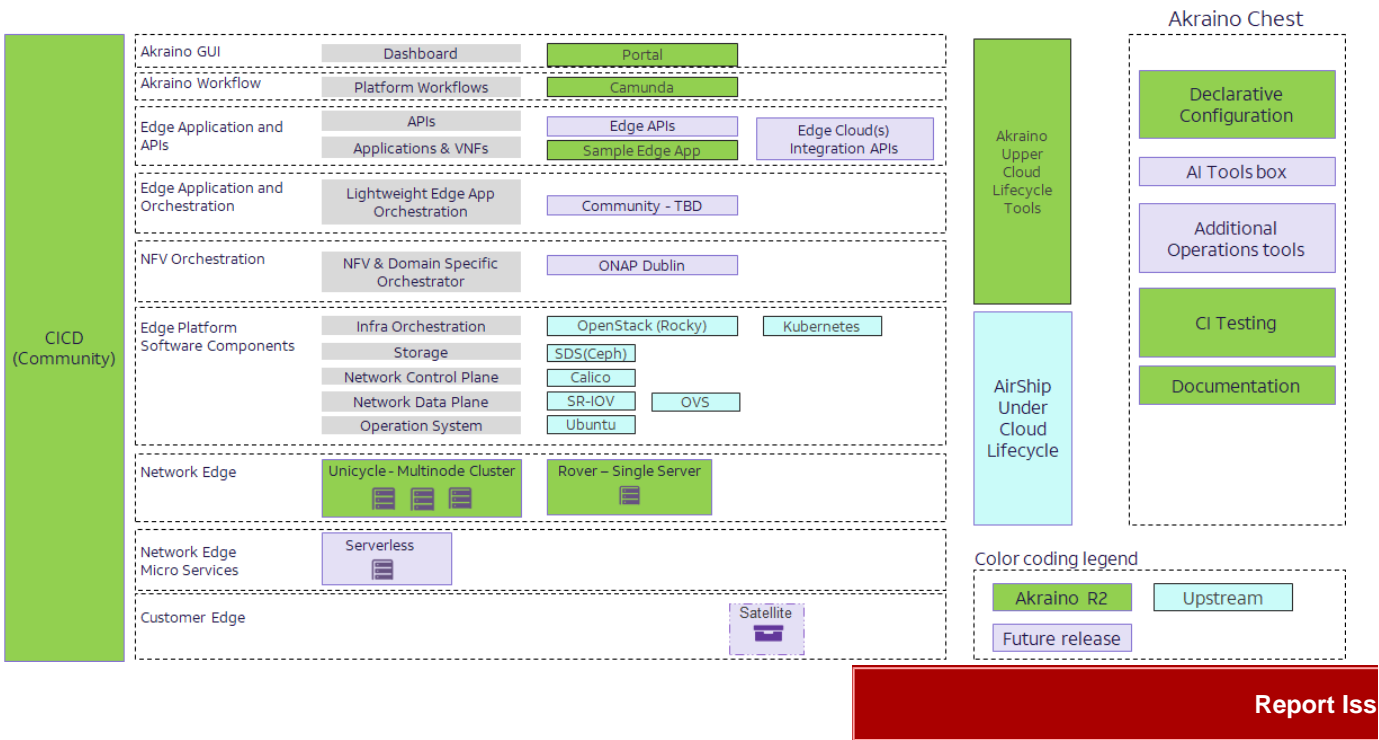 Akraino Chest
CICD
(Community)
Akraino GUI
Dashboard
Portal
Akraino Workflow
Platform Workflows
Camunda
Edge Application and
APIs
APIs
Edge APIs
Edge Cloud(s)
Integration APIs
Applications & VNFs
Sample Edge App
Edge Application and
Orchestration
Lightweight Edge App
Orchestration
Community - TBD
NFV Orchestration
NFV & Domain Specific
Orchestrator
ONAP Dublin
Edge Platform
Software Components
Infra Orchestration
OpenStack (Rocky)
Kubernetes
Storage
SDS(Ceph)
Network Control Plane
Calico
Network Data Plane
SR-IOV
OVS
Operation System
Ubuntu
Network Edge
Unicycle - Multinode Cluster
Rover – Single Server
Network Edge
Micro Services
Serverless
Customer Edge
Satellite
Akraino
Upper
Cloud
Lifecycle
Tools
AirShip
Under
Cloud
Lifecycle
Declarative
Configuration
AI Tools box
Additional
Operations tools
CI Testing
Documentation
Color coding legend
Akraino R2
Upstream
Future release
Report Iss